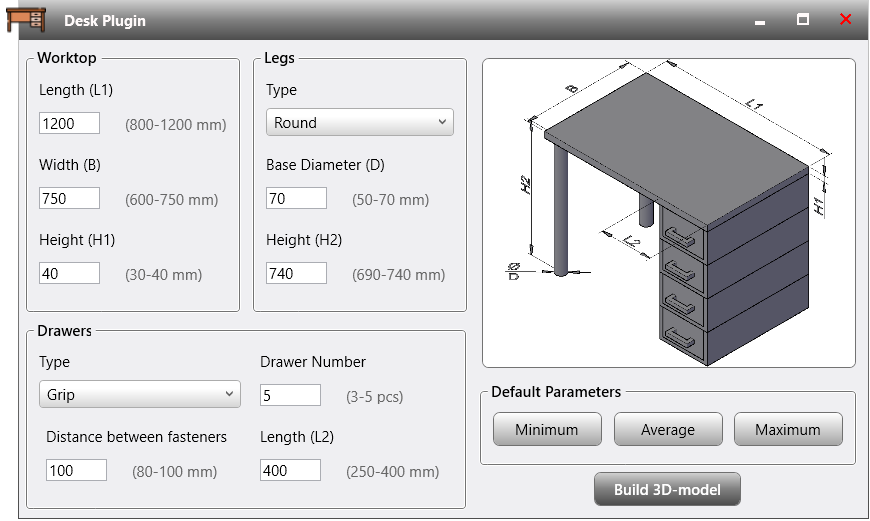 Desk Plugin
Worktop
Length (L1)
1200 (800-1200 mm)
Width (B)
750 (600-750 mm)
Height (H1)
40 (30-40 mm)
Legs
Type
Round
Base Diameter (D)
70 (50-70 mm)
Height (H2)
740 (690-740 mm)
B
L1
H2
H1
L2
Ø
D
Drawers
Type
Grip
Drawer Number
5 (3-5 pcs)
Distance between fasteners
100 (80-100 mm)
Length (L2)
400 (250-400 mm)
Default Parameters
Minimum
Average
Maximum
Build 3D-model